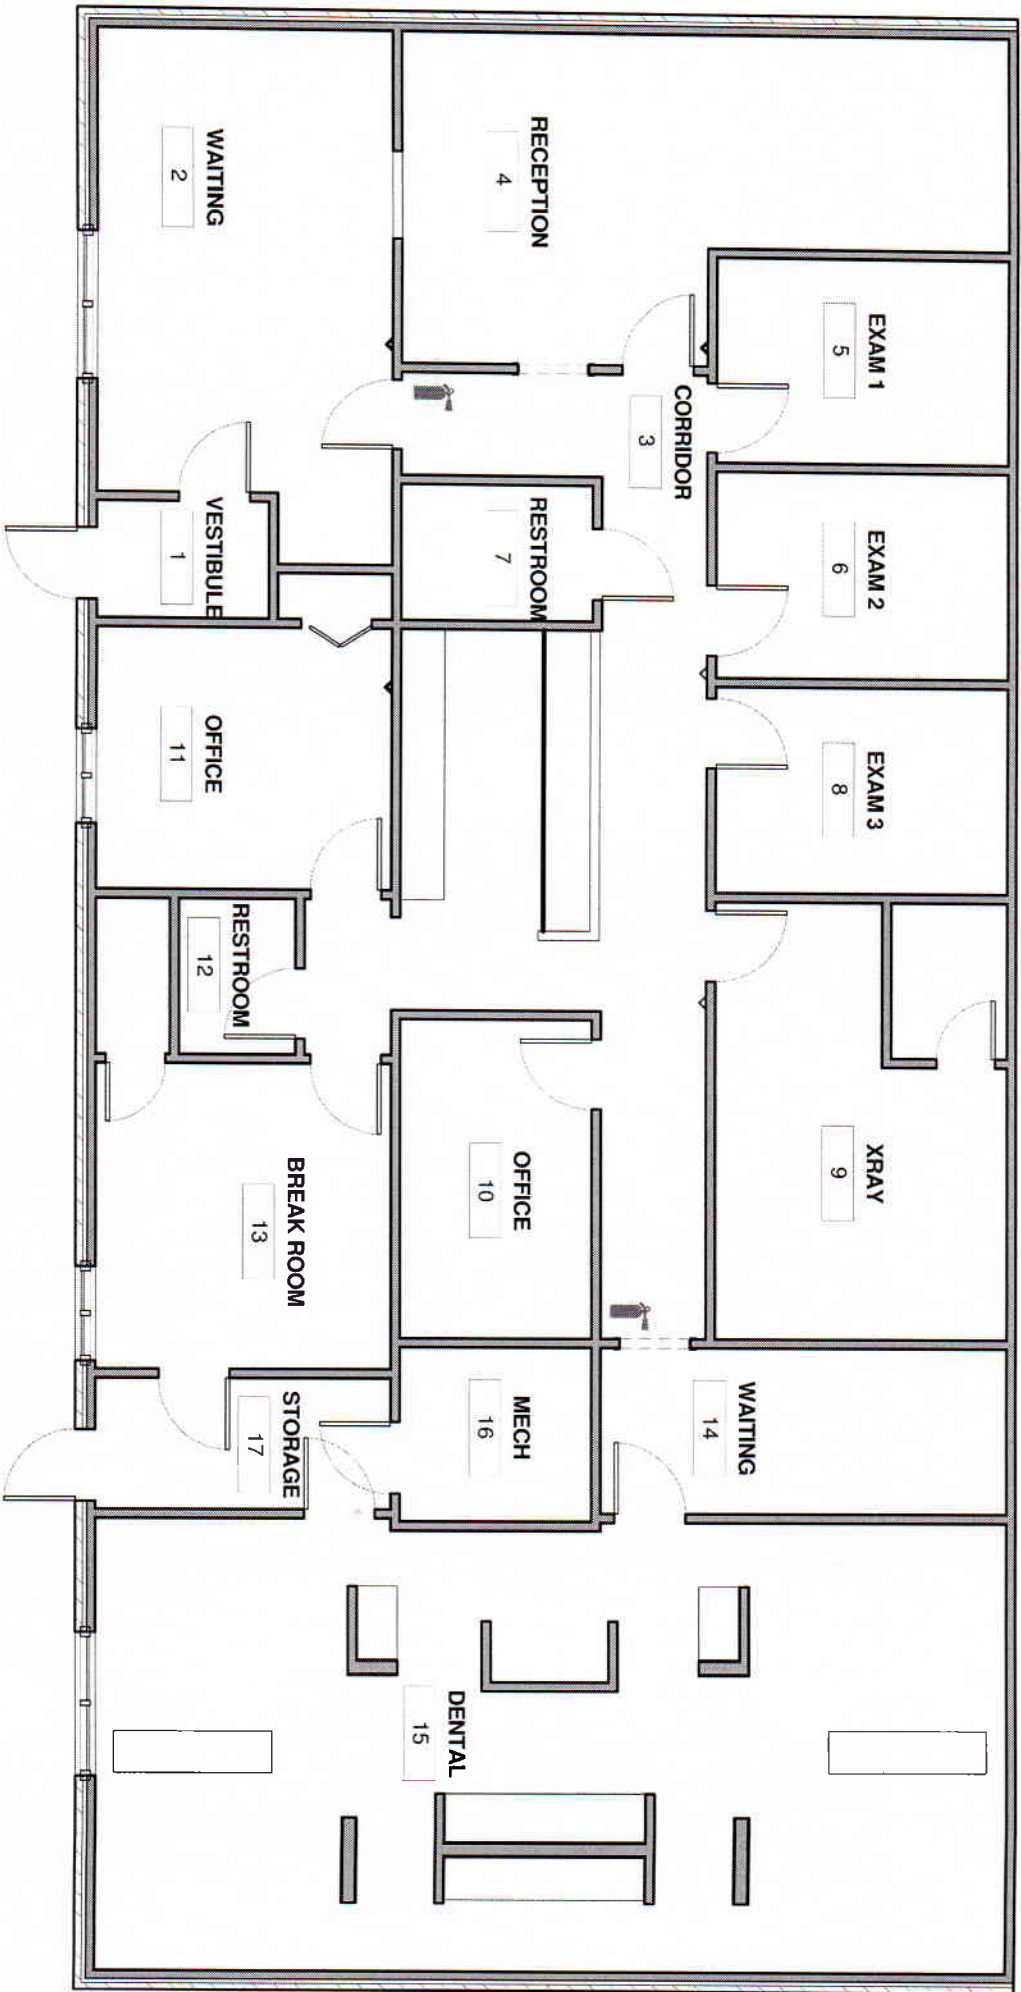 WAITING
2
RECEPTION
4
EXAM 1
5
CORRIDOR
3
VESTIBULE
1
RESTROOM
7
EXAM 2
6
OFFICE
11
EXAM 3
8
RESTROOM
12
XRAY
9
OFFICE
10
BREAK ROOM
13
STORAGE
17
MECH
16
WAITING
14
DENTAL
15